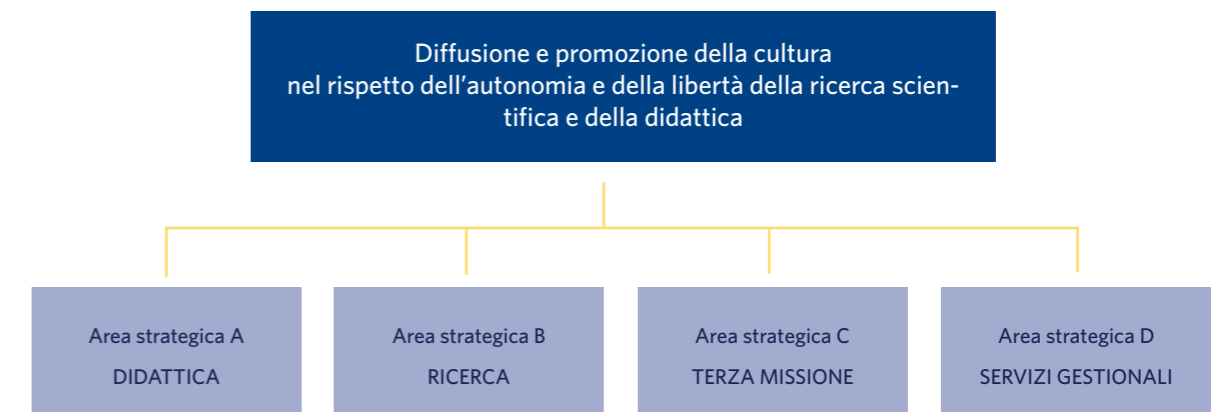 Diffusione e promozione della cultura
nel rispetto dell'autonomia e della libertà della ricerca scien-
tifica e della didattica
Area strategica A
DIDATTICA
Area strategica B
RICERCA
Area strategica C
TERZA MISSIONE
Area strategica D
SERVIZI GESTIONALI